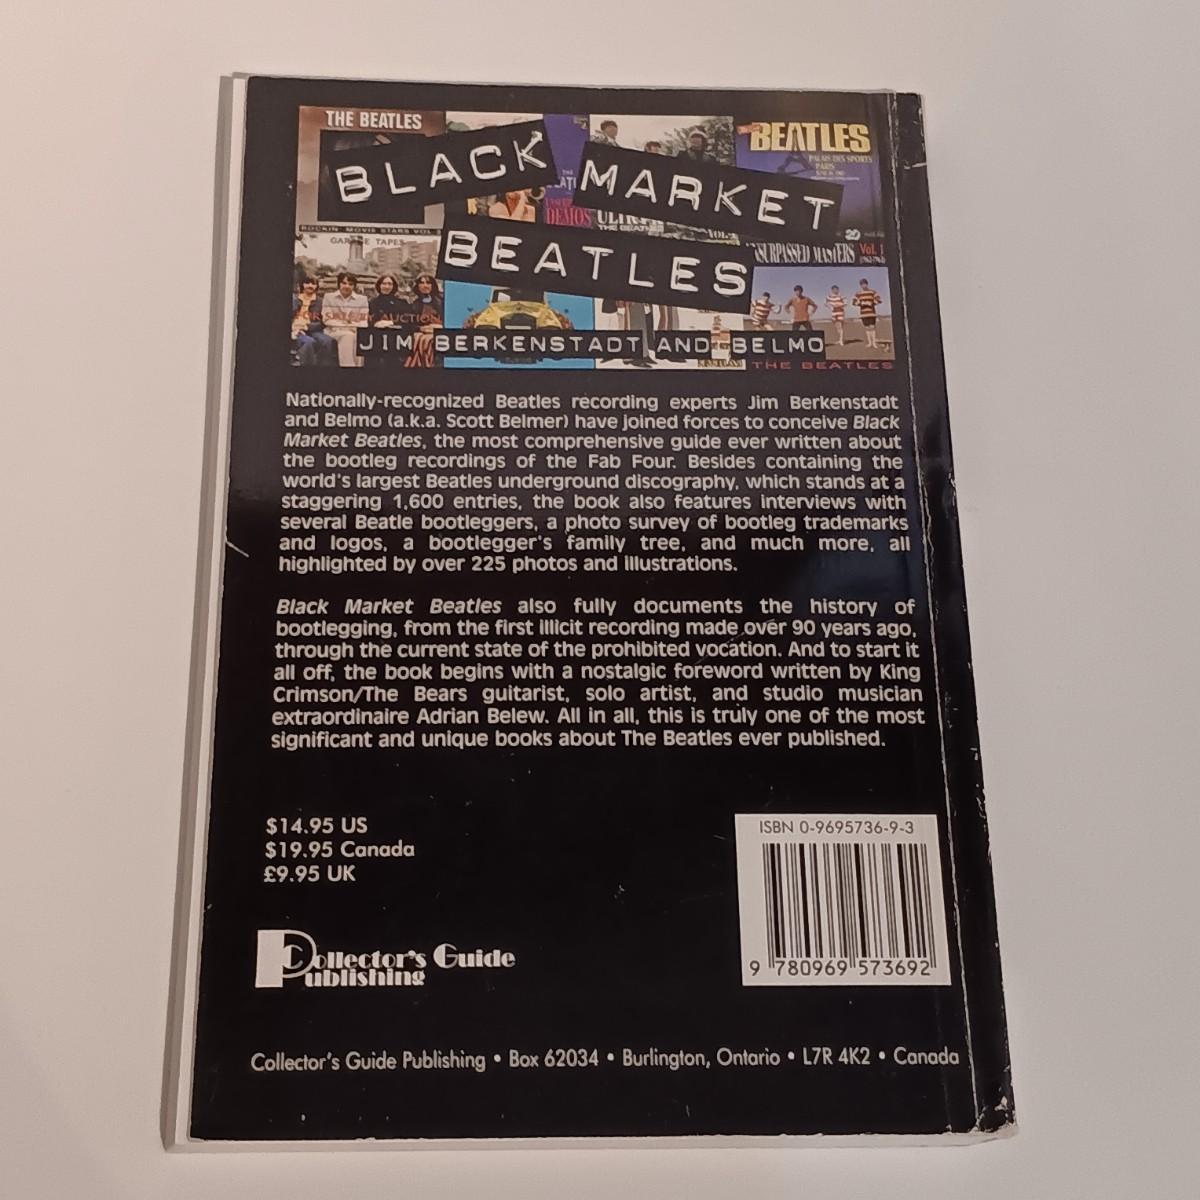 THE BEATLES
BEATLES
PALAIS DES SPORTS
PARIS
BLACK MARKET
DEMOS
ROCKIN' MOVIE STARS VOL
BEATLES
UNSURPASSED MASTERS Vol. 1
JIM BERKENSTADT AND BELMO
THE BEATLES
Nationally-recognized Beatles recording experts Jim Berkenstadt
and Belmo (a.k.a. Scott Belmer) have joined forces to conceive Black
Market Beatles, the most comprehensive guide ever written about
the bootleg recordings of the Fab Four. Besides containing the
world's largest Beatles underground discography, which stands at a
staggering 1,600 entries, the book also features interviews with
several Beatle bootleggers, a photo survey of bootleg trademarks
and logos, a bootlegger's family tree, and much more, all
highlighted by over 225 photos and illustrations.
Black Market Beatles also fully documents the history of
bootlegging, from the first illicit recording made over 90 years ago,
through the current state of the prohibited vocation. And to start it
all off, the book begins with a nostalgic foreword written by King
Crimson/The Bears guitarist, solo artist, and studio musician
extraordinaire Adrian Belew. All in all, this is truly one of the most
significant and unique books about The Beatles ever published.
$14.95 US
$19.95 Canada
£9.95 UK
ISBN 0-9695736-9-3
9 780969 573692
Collector's Guide
Publishing
Collector's Guide Publishing • Box 62034 • Burlington, Ontario • L7R 4K2 • Canada